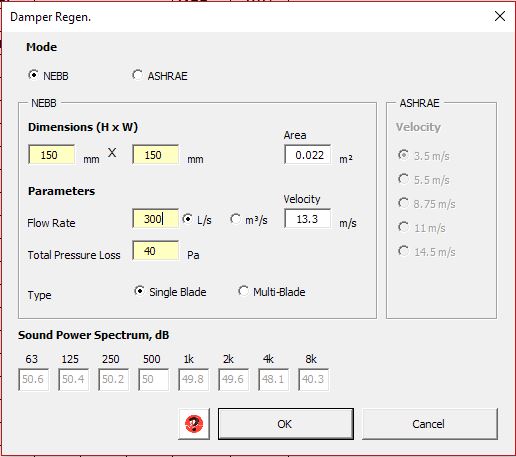 Damper Regen.
Mode
NEBB ASHRAE
NEBB ASHRAE
Dimensions (H x W) Area Velocity
150 mm X 150 mm 0.022 m² 3.5 m/s
5.5 m/s
Parameters Velocity 8.75 m/s
Flow Rate 300 L/s m³/s 13.3 m/s 11 m/s
Total Pressure Loss 40 Pa 14.5 m/s
Type Single Blade Multi-Blade
Sound Power Spectrum, dB
63 125 250 500 1k 2k 4k 8k
50.6 50.4 50.2 50 49.8 49.6 48.1 40.3
? OK Cancel